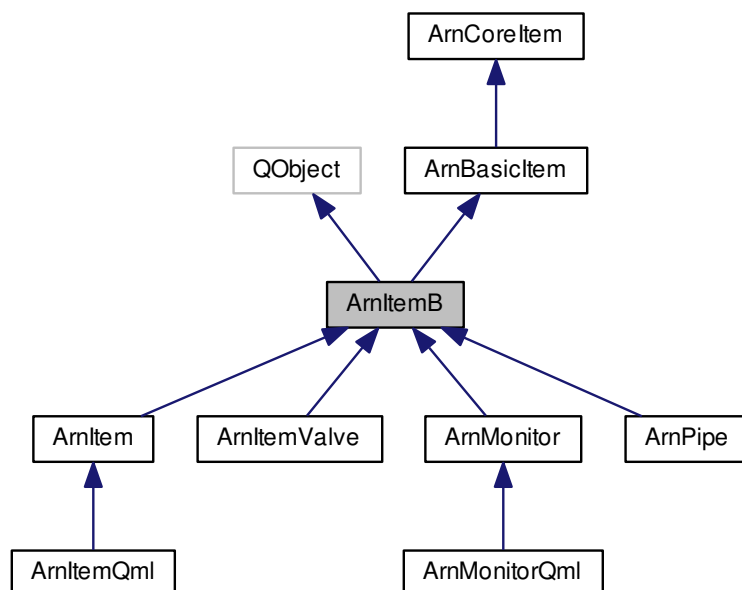 ArnCoreItem
QObject
ArnBasicItem
ArnItemB
ArnItem
ArnItemValve
ArnMonitor
ArnPipe
ArnItemQml
ArnMonitorQml